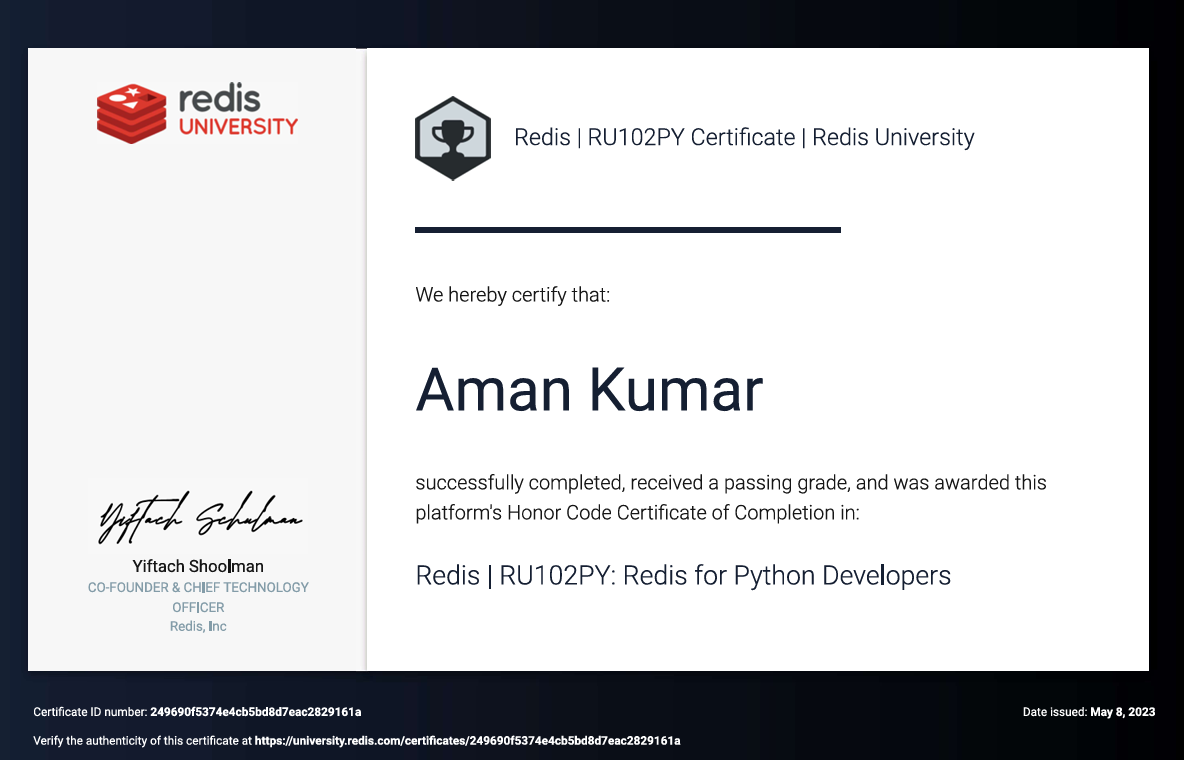 redis
UNIVERSITY
Redis | RU102PY Certificate | Redis University
We hereby certify that:
Aman Kumar
successfully completed, received a passing grade, and was awarded this
platform's Honor Code Certificate of Completion in:
Redis | RU102PY: Redis for Python Developers
Yiftach Schulman
Yiftach Shoolman
CO-FOUNDER & CHIEF TECHNOLOGY
OFFICER
Redis, Inc
Certificate ID number: 249690f5374e4cb5bd8d7eac2829161a
Date issued: May 8, 2023
Verify the authenticity of this certificate at https://university.redis.com/certificates/249690f5374e4cb5bd8d7eac2829161a